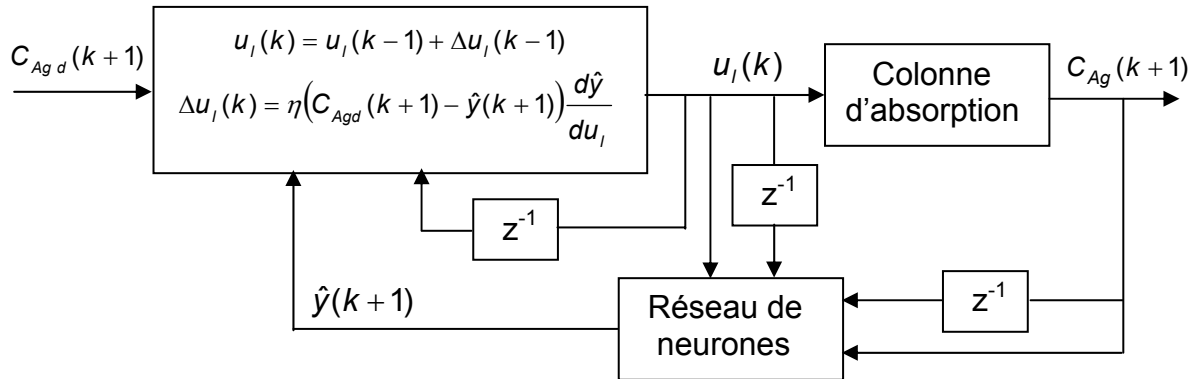 C_{Ag d}(k+1)
u_l(k) = u_l(k−1) + Δu_l(k−1)
Δu_l(k) = η(C_{Agd}(k+1) − ŷ(k+1)) dŷ/du_l
u_l(k)
Colonne
d'absorption
C_{Ag}(k+1)
z⁻¹
z⁻¹
ŷ(k+1)
Réseau de
neurones
z⁻¹